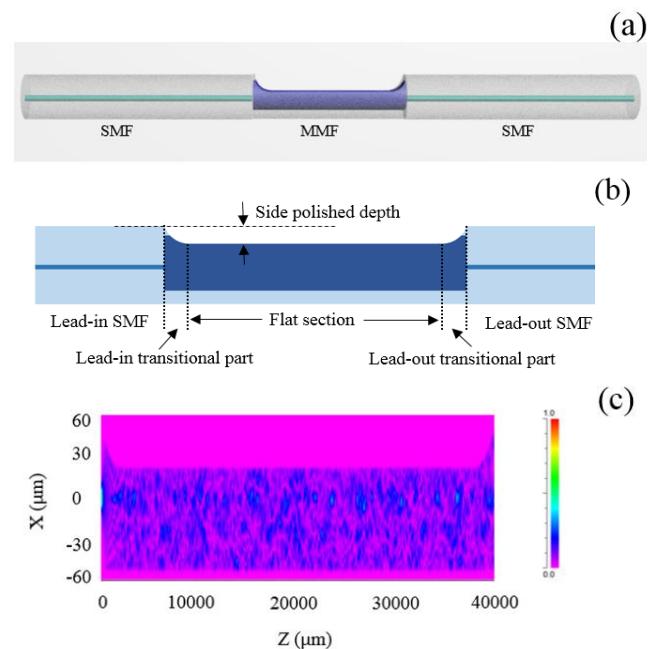 (a)
SMF MMF SMF
(b)
Side polished depth
Lead-in SMF Flat section Lead-out SMF
Lead-in transitional part Lead-out transitional part
(c)
60
30
0
-30
-60
X (μm)
0 10000 20000 30000 40000
Z (μm)
1.0
0.0